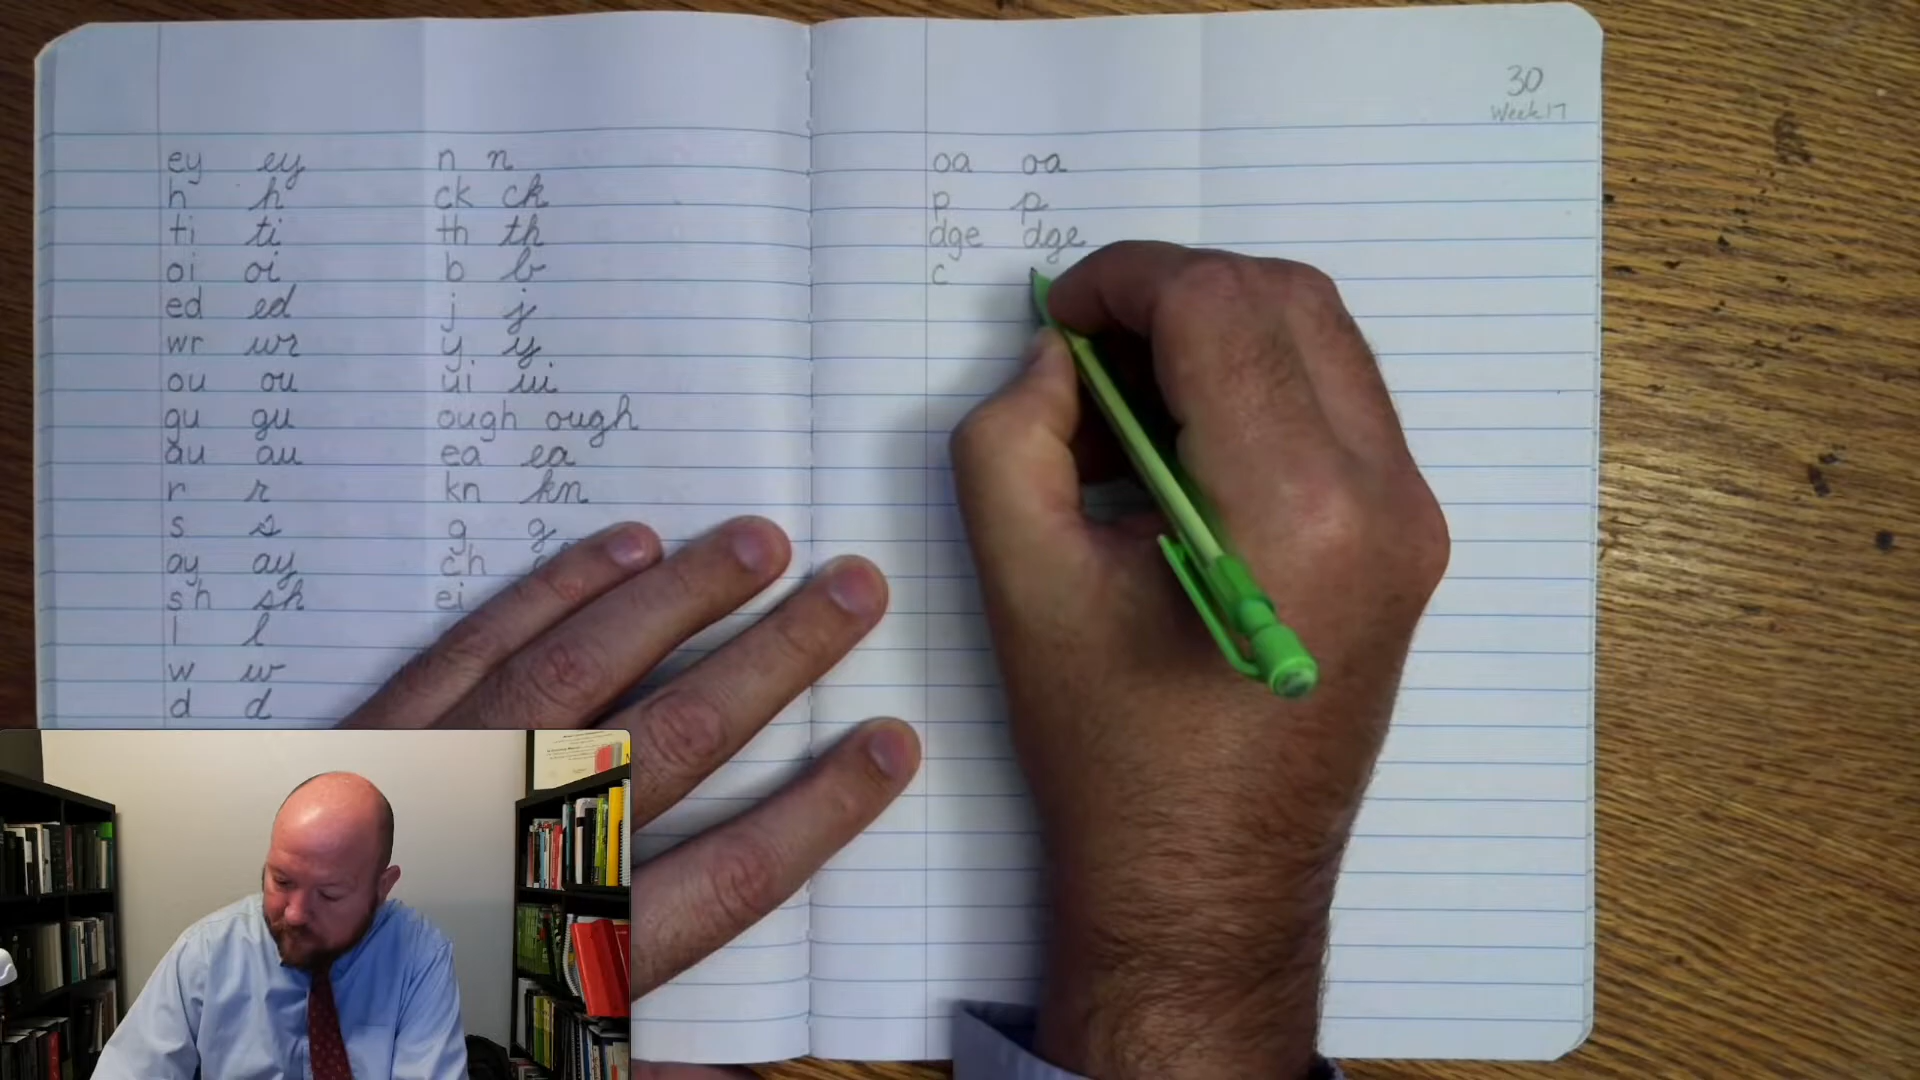 30
Week 17
ey ey
h h
ti ti
oi oi
ed ed
wr wr
ou ou
gu gu
au au
r r
s s
ay ay
sh sh
l l
w w
d d
n n
ck ck
th th
b b
j j
y y
ui ui
ough ough
ea ea
kn kn
g g
ch
ei
oa oa
p p
dge dge
c